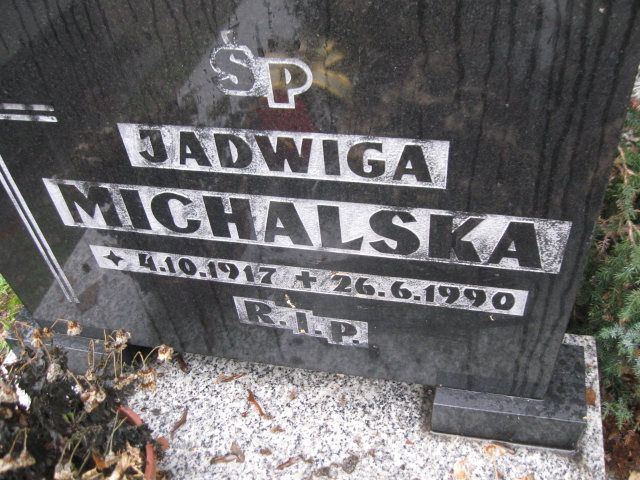 ŚP
JADWIGA
MICHALSKA
✦ 4.10.1917 + 26.6.1990
R.I.P.